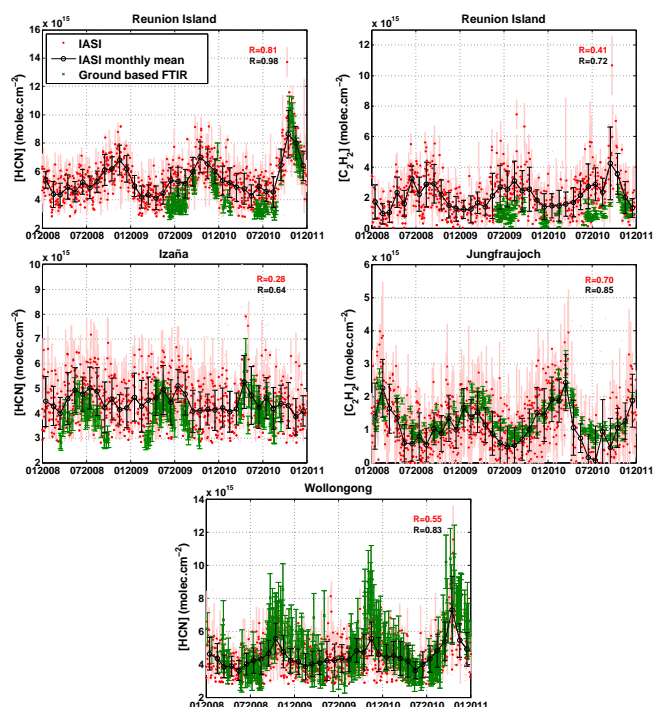 Reunion Island
x 10^15
16
14
12
10
8
6
4
2
[HCN] (molec.cm⁻²)
IASI
IASI monthly mean
Ground based FTIR
R=0.81
R=0.98
012008 072008 012009 072009 012010 072010 012011
Reunion Island
x 10^15
12
10
8
6
4
2
0
[C₂H₂] (molec.cm⁻²)
R=0.41
R=0.72
012008 072008 012009 072009 012010 072010 012011
Izaña
x 10^15
10
9
8
7
6
5
4
3
2
[HCN] (molec.cm⁻²)
R=0.28
R=0.64
012008 072008 012009 072009 012010 072010 012011
Jungfraujoch
x 10^15
6
5
4
3
2
1
0
[C₂H₂] (molec.cm⁻²)
R=0.70
R=0.85
012008 072008 012009 072009 012010 072010 012011
Wollongong
x 10^15
14
12
10
8
6
4
2
[HCN] (molec.cm⁻²)
R=0.55
R=0.83
012008 072008 012009 072009 012010 072010 012011